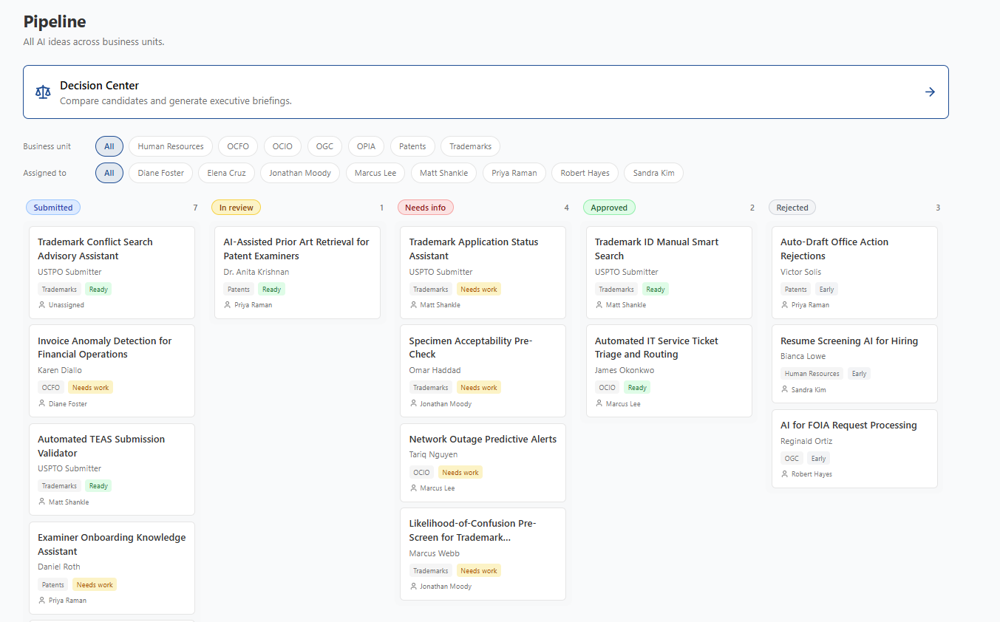 Pipeline
All AI ideas across business units.
Decision Center
Compare candidates and generate executive briefings.
Business unit
All
Human Resources
OCFO
OCIO
OGC
OPIA
Patents
Trademarks
Assigned to
All
Diane Foster
Elena Cruz
Jonathan Moody
Marcus Lee
Matt Shankle
Priya Raman
Robert Hayes
Sandra Kim
Submitted
7
Trademark Conflict Search
Advisory Assistant
USTPO Submitter
Trademarks
Ready
Unassigned
Invoice Anomaly Detection for
Financial Operations
Karen Diallo
OCFO
Needs work
Diane Foster
Automated TEAS Submission
Validator
USPTO Submitter
Trademarks
Ready
Matt Shankle
Examiner Onboarding Knowledge
Assistant
Daniel Roth
Patents
Needs work
Priya Raman
In review
1
AI-Assisted Prior Art Retrieval for
Patent Examiners
Dr. Anita Krishnan
Patents
Ready
Priya Raman
Needs info
4
Trademark Application Status
Assistant
USPTO Submitter
Trademarks
Needs work
Matt Shankle
Specimen Acceptability Pre-
Check
Omar Haddad
Trademarks
Needs work
Jonathan Moody
Network Outage Predictive Alerts
Tariq Nguyen
OCIO
Needs work
Marcus Lee
Likelihood-of-Confusion Pre-
Screen for Trademark...
Marcus Webb
Trademarks
Needs work
Jonathan Moody
Approved
2
Trademark ID Manual Smart
Search
USPTO Submitter
Trademarks
Ready
Matt Shankle
Automated IT Service Ticket
Triage and Routing
James Okonkwo
OCIO
Ready
Marcus Lee
Rejected
3
Auto-Draft Office Action
Rejections
Victor Solis
Patents
Early
Priya Raman
Resume Screening AI for Hiring
Bianca Lowe
Human Resources
Early
Sandra Kim
AI for FOIA Request Processing
Reginald Ortiz
OGC
Early
Robert Hayes